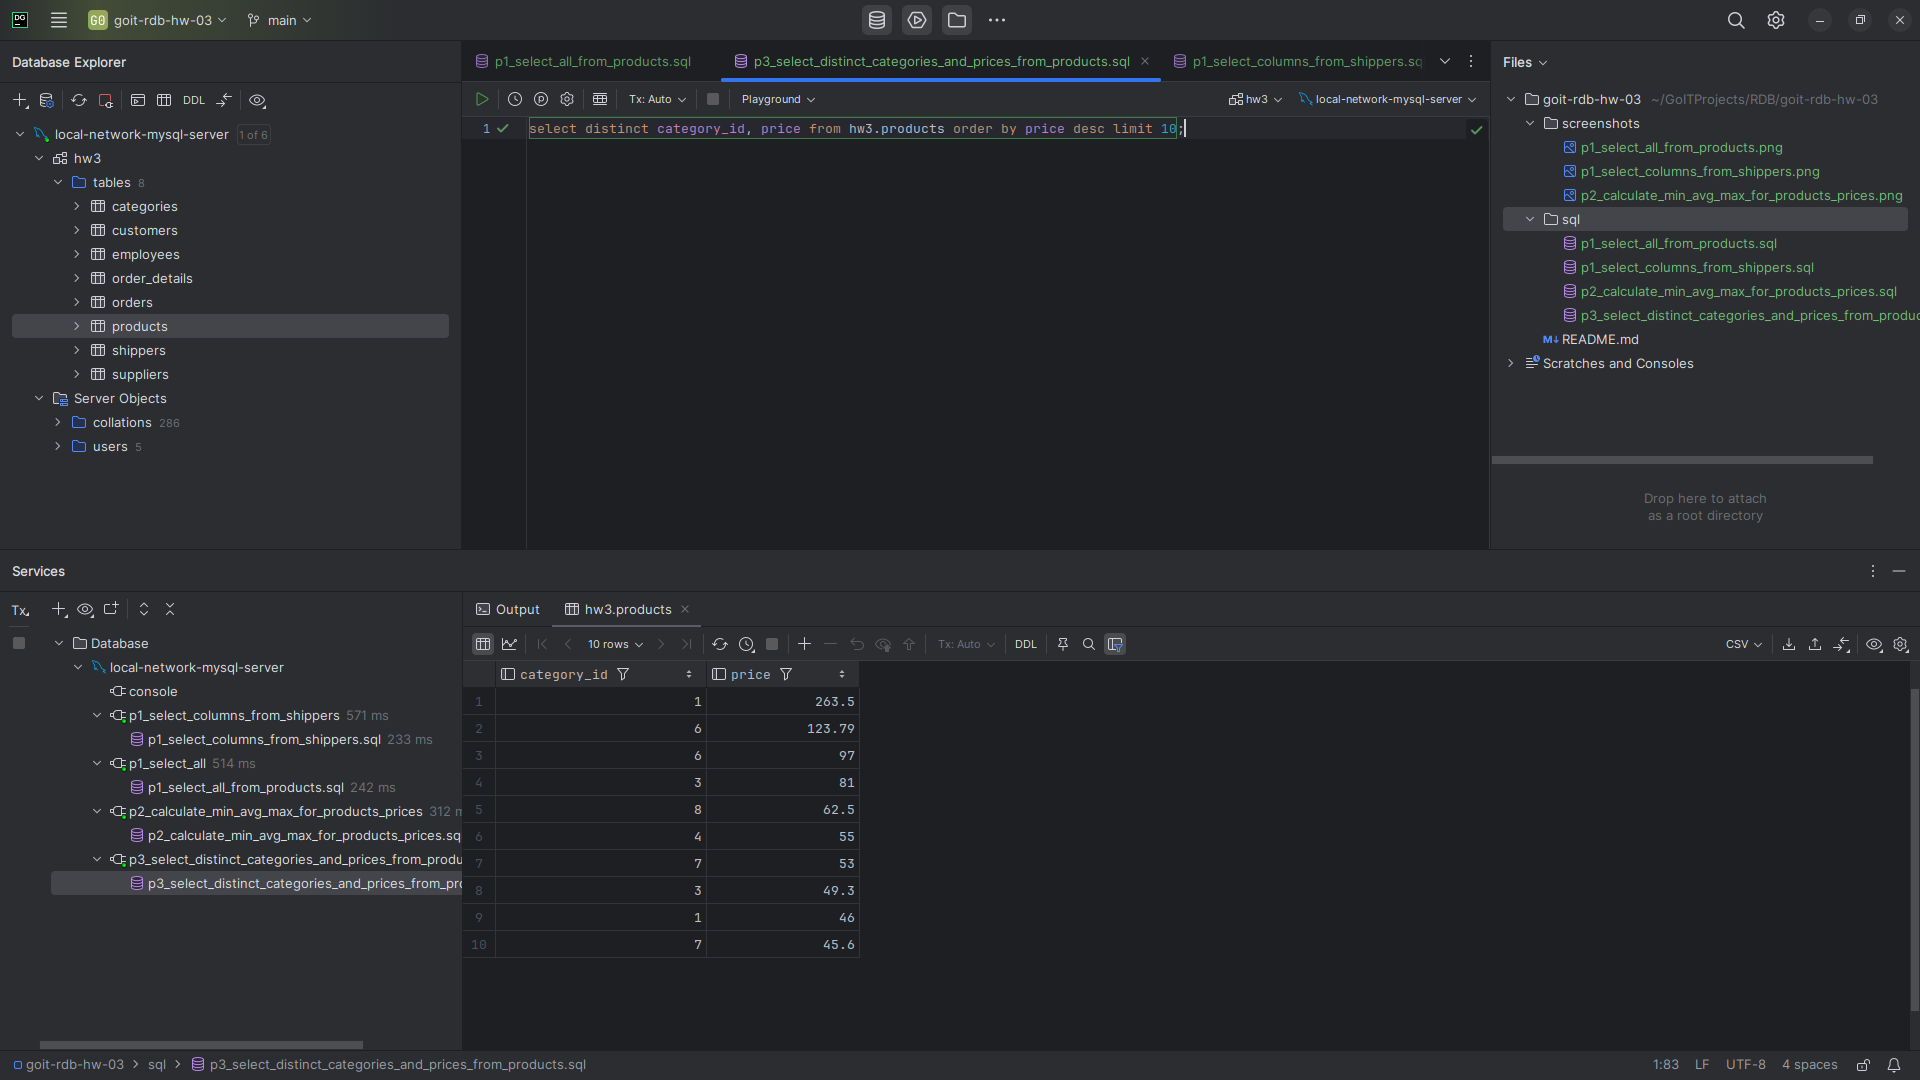 DG
GO goit-rdb-hw-03 main
Database Explorer
DDL
local-network-mysql-server 1 of 6
hw3
tables 8
categories
customers
employees
order_details
orders
products
shippers
suppliers
Server Objects
collations 286
users 5
p1_select_all_from_products.sql p3_select_distinct_categories_and_prices_from_products.sql p1_select_columns_from_shippers.sq
Tx: Auto Playground hw3 local-network-mysql-server
1 select distinct category_id, price from hw3.products order by price desc limit 10;
Files
goit-rdb-hw-03 ~/GoITProjects/RDB/goit-rdb-hw-03
screenshots
p1_select_all_from_products.png
p1_select_columns_from_shippers.png
p2_calculate_min_avg_max_for_products_prices.png
sql
p1_select_all_from_products.sql
p1_select_columns_from_shippers.sql
p2_calculate_min_avg_max_for_products_prices.sql
p3_select_distinct_categories_and_prices_from_produc
M↓ README.md
Scratches and Consoles
Drop here to attach
as a root directory
Services
Tx
Database
local-network-mysql-server
console
p1_select_columns_from_shippers 571 ms
p1_select_columns_from_shippers.sql 233 ms
p1_select_all 514 ms
p1_select_all_from_products.sql 242 ms
p2_calculate_min_avg_max_for_products_prices 312 m
p2_calculate_min_avg_max_for_products_prices.sq
p3_select_distinct_categories_and_prices_from_produ
p3_select_distinct_categories_and_prices_from_pro
Output hw3.products
10 rows Tx: Auto DDL CSV
category_id price
1 1 263.5
2 6 123.79
3 6 97
4 3 81
5 8 62.5
6 4 55
7 7 53
8 3 49.3
9 1 46
10 7 45.6
goit-rdb-hw-03 sql p3_select_distinct_categories_and_prices_from_products.sql
1:83 LF UTF-8 4 spaces